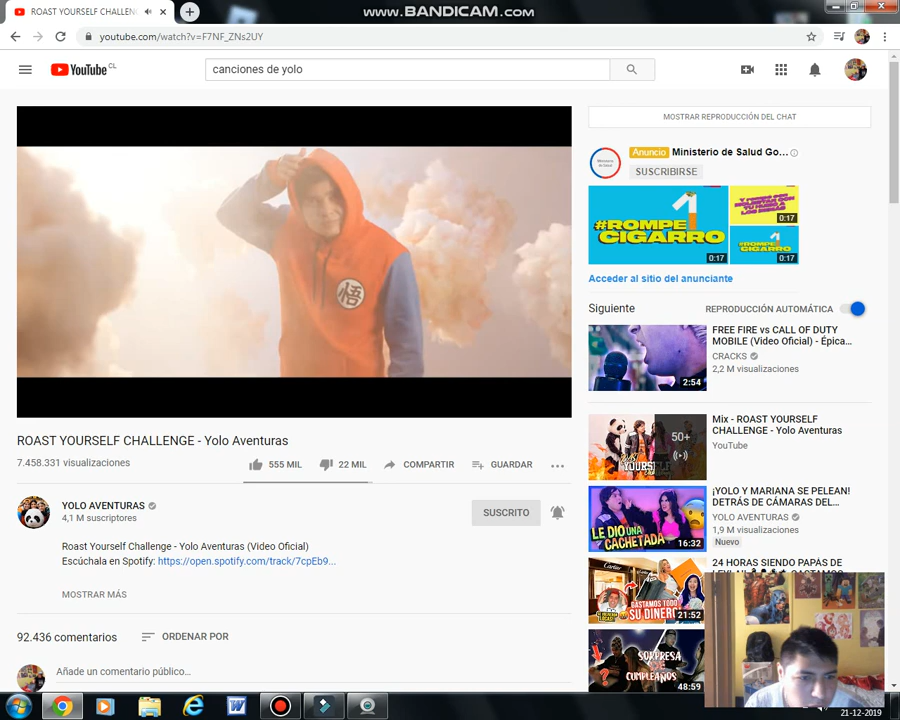 ROAST YOURSELF CHALLEN
WWW.BANDICAM.COM
youtube.com/watch?v=F7NF_ZNs2UY
YouTube CL
canciones de yolo
悟
MOSTRAR REPRODUCCIÓN DEL CHAT
Anuncio Ministerio de Salud Go...
SUSCRIBIRSE
#ROMPE
1
CIGARRO
0:17
0:17
0:17
Acceder al sitio del anunciante
Siguiente
REPRODUCCIÓN AUTOMÁTICA
FREE FIRE vs CALL OF DUTY
MOBILE (Video Oficial) - Épica...
CRACKS
2,2 M visualizaciones
2:54
ROAST YOURSELF CHALLENGE - Yolo Aventuras
7.458.331 visualizaciones
555 MIL
22 MIL
COMPARTIR
GUARDAR
50+
Mix - ROAST YOURSELF
CHALLENGE - Yolo Aventuras
YouTube
YOLO AVENTURAS
4,1 M suscriptores
SUSCRITO
Roast Yourself Challenge - Yolo Aventuras (Video Oficial)
Escúchala en Spotify: https://open.spotify.com/track/7cpEb9...
MOSTRAR MÁS
LE DIO UNA
CACHETADA
16:32
¡YOLO Y MARIANA SE PELEAN!
DETRÁS DE CÁMARAS DEL...
YOLO AVENTURAS
1,9 M visualizaciones
Nuevo
Cartier
GASTAMOS TODO
SU DINERO
21:52
24 HORAS SIENDO PAPÁS DE
SORPRESA
CUMPLEAÑOS
48:59
92.436 comentarios
ORDENAR POR
Añade un comentario público...
21-12-2019